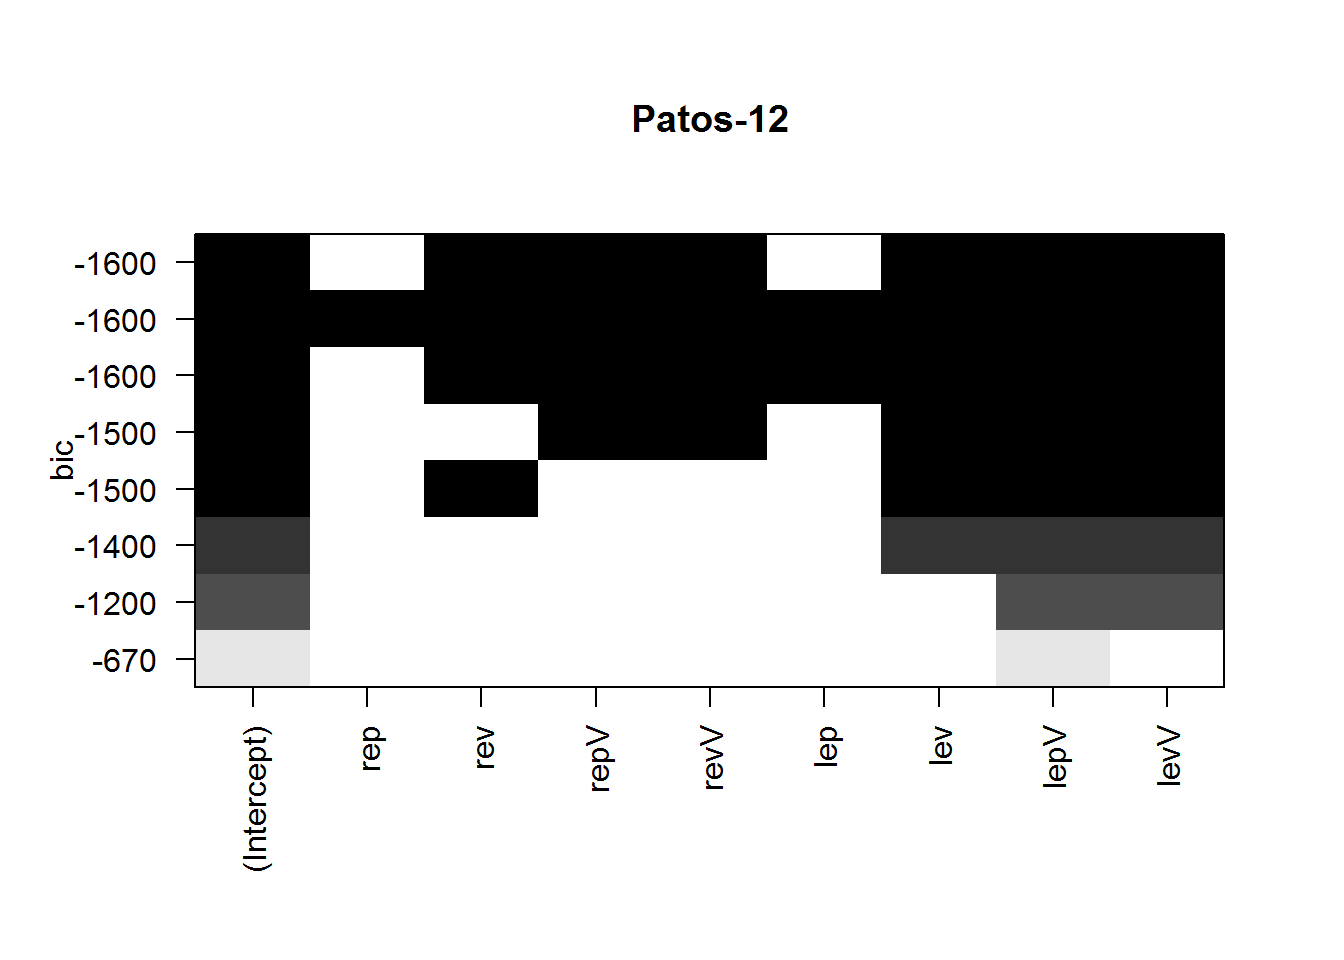 Patos-12
bic
-1600
-1600
-1600
-1500
-1500
-1400
-1200
-670
(Intercept)
rep
rev
repV
revV
lep
lev
lepV
levV